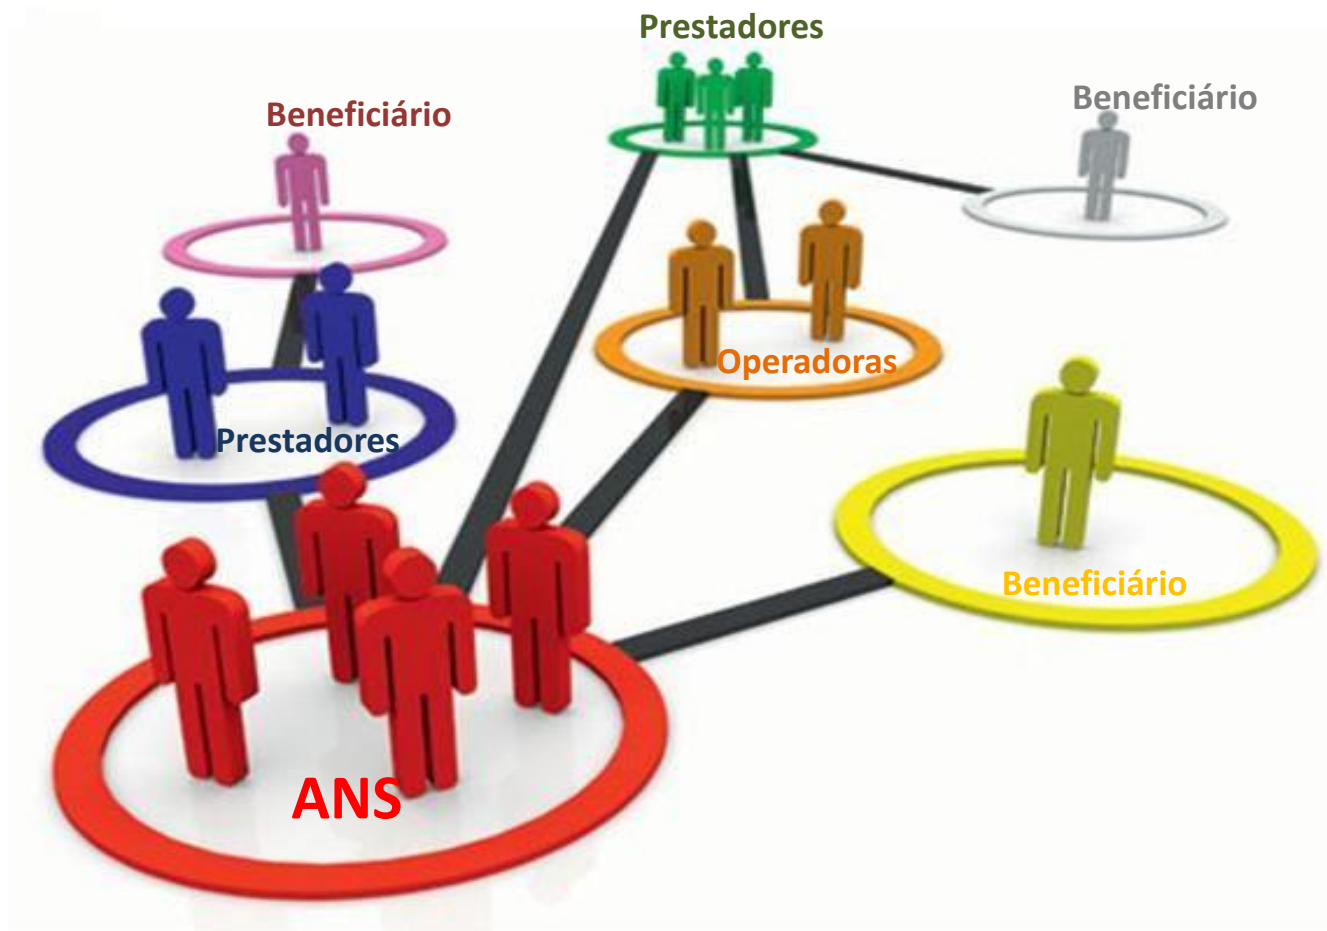 Prestadores
Beneficiário
Beneficiário
Operadoras
Prestadores
Beneficiário
ANS